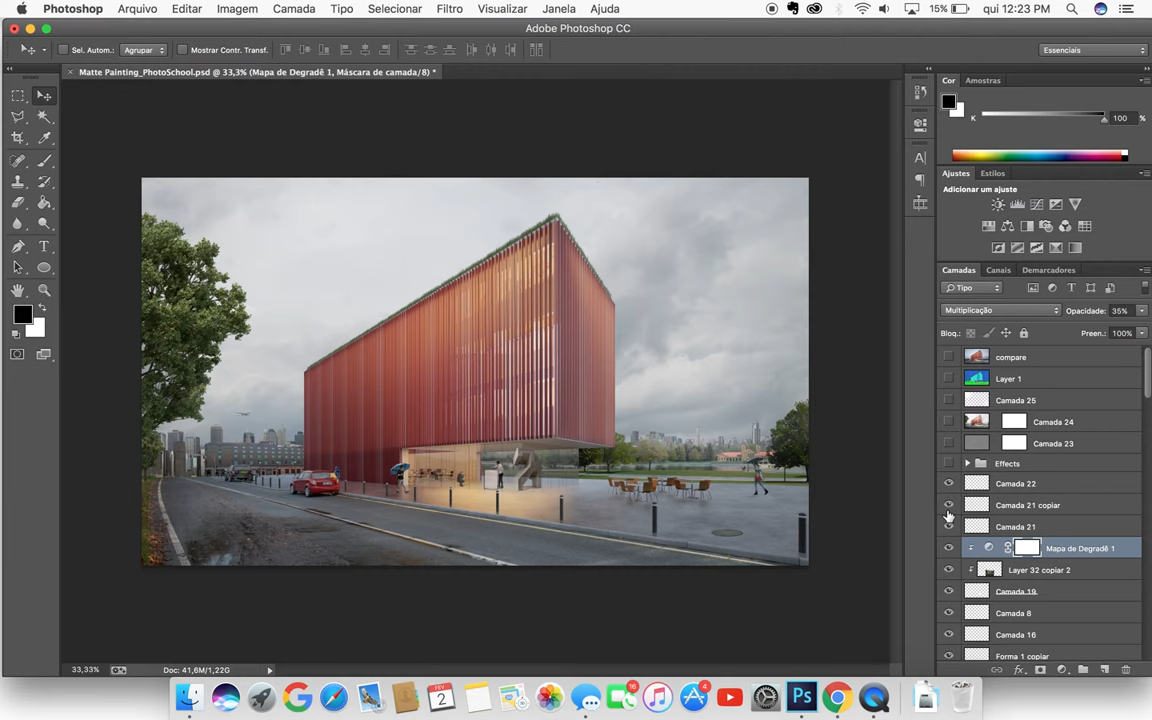 Photoshop Arquivo Editar Imagem Camada Tipo Selecionar Filtro Visualizar Janela Ajuda 15% qui 12:23 PM
Adobe Photoshop CC
Sel. Autom.: Agrupar Mostrar Contr. Transf. Essenciais
Matte Painting_PhotoSchool.psd @ 33,3% (Mapa de Degradê 1, Máscara de camada/8) *
Cor Amostras
K 100 %
Ajustes Estilos
Adicionar um ajuste
Camadas Canais Demarcadores
Tipo
Multiplicação Opacidade: 35%
Bloq.: Preen.: 100%
compare
Layer 1
Camada 25
Camada 24
Camada 23
Effects
Camada 22
Camada 21 copiar
Camada 21
Mapa de Degradê 1
Layer 32 copiar 2
Camada 19
Camada 8
Camada 16
Forma 1 copiar
33,33% Doc: 41,6M/1,22G
FEV 2 16 4 Ps